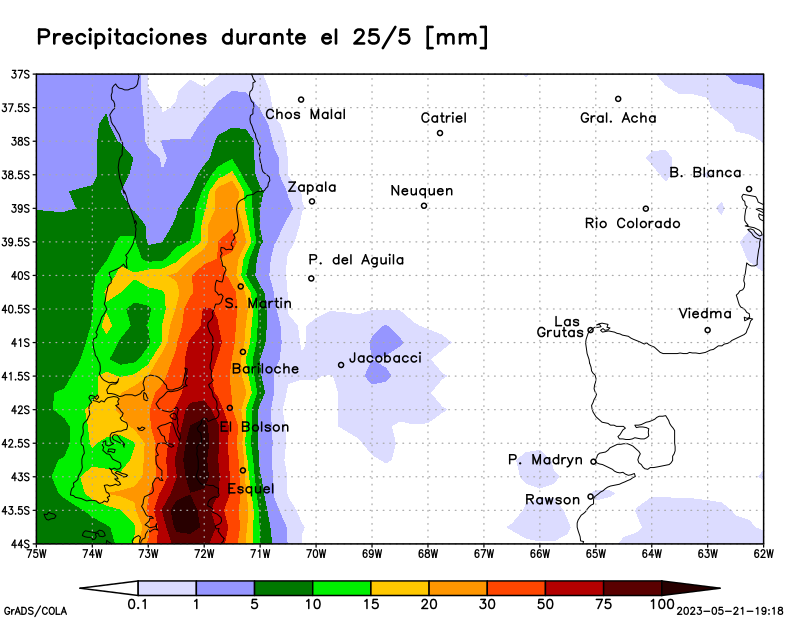 Precipitaciones durante el 25/5 [mm]
37S
37.5S
38S
38.5S
39S
39.5S
40S
40.5S
41S
41.5S
42S
42.5S
43S
43.5S
44S
Chos Malal
Catriel
Gral. Acha
B. Blanca
Zapala
Neuquen
Rio Colorado
P. del Aguila
S. Martin
Viedma
Las
Grutas
Jacobacci
Bariloche
El Bolson
P. Madryn
Esquel
Rawson
75W 74W 73W 72W 71W 70W 69W 68W 67W 66W 65W 64W 63W 62W
0.1 1 5 10 15 20 30 50 75 100
GrADS/COLA
2023-05-21-19:18